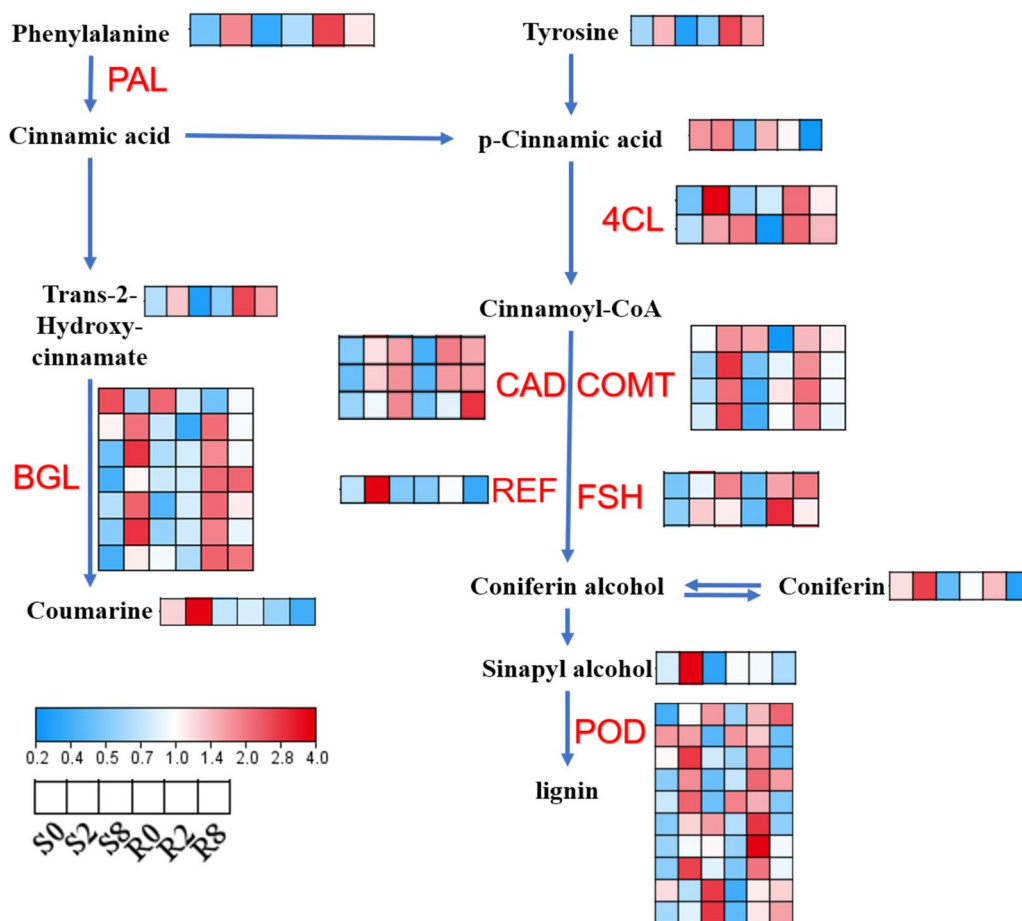 Phenylalanine
Tyrosine
PAL
Cinnamic acid
p-Cinnamic acid
4CL
Trans-2-
Hydroxy-
cinnamate
Cinnamoyl-CoA
CAD
COMT
BGL
REF
FSH
Coniferin alcohol
Coniferin
Coumarine
Sinapyl alcohol
POD
lignin
0.2 0.4 0.5 0.7 1.0 1.4 2.0 2.8 4.0
S0 S2 S8 R0 R2 R8